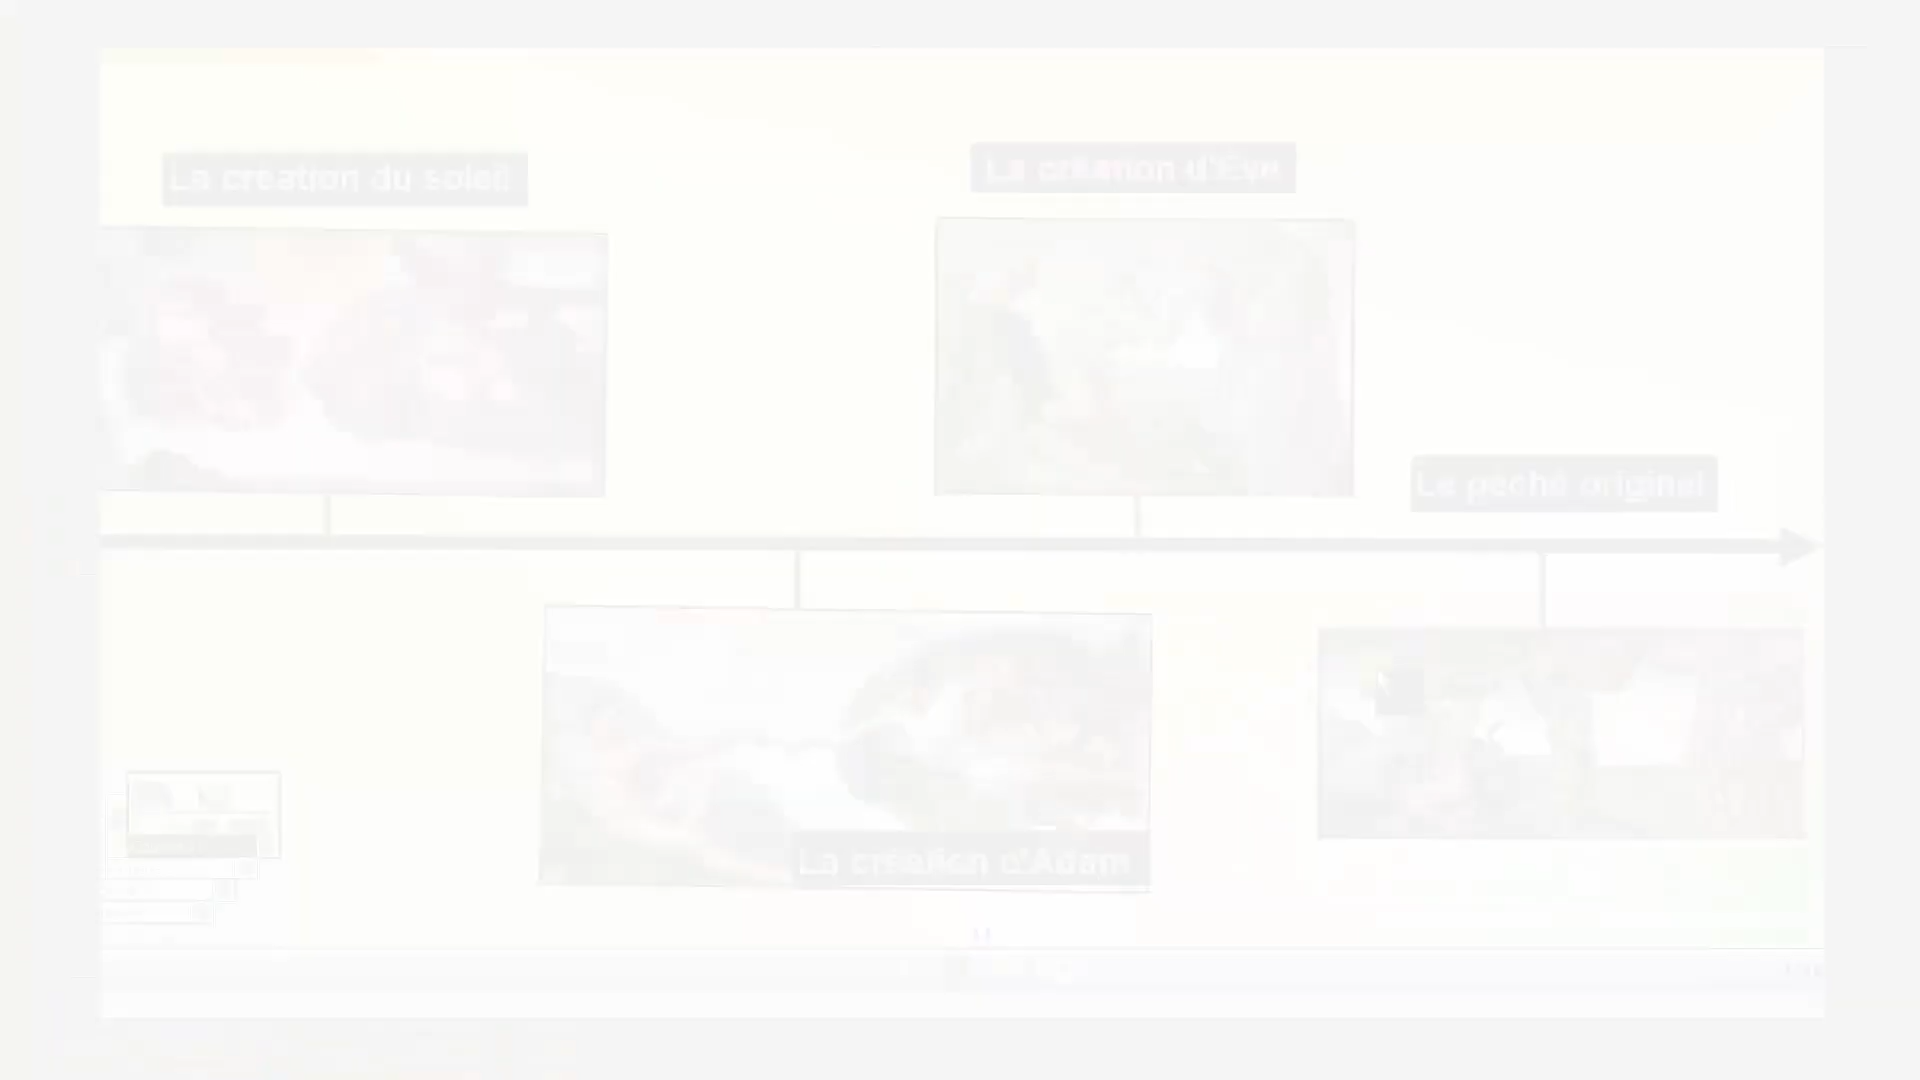 La création du soleil
La création d'Ève
Le péché originel
La création d'Adam